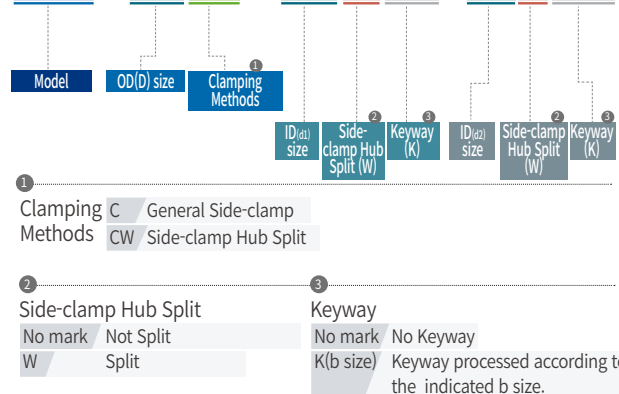 Model
OD(D) size
1
Clamping
Methods
ID(d1)
size
2
Side-
clamp Hub
Split (W)
3
Keyway
(K)
ID(d2)
size
2
Side-clamp
Hub Split
(W)
3
Keyway
(K)
1
Clamping
Methods
C General Side-clamp
CW Side-clamp Hub Split
2
Side-clamp Hub Split
No mark Not Split
W Split
3
Keyway
No mark No Keyway
K(b size) Keyway processed according to
the indicated b size.